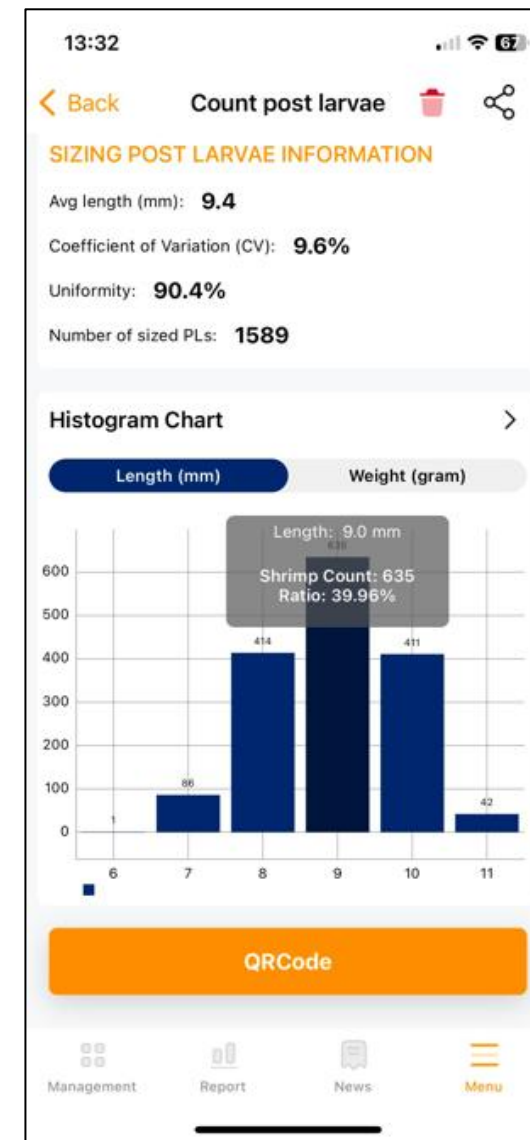 13:32
67
Back Count post larvae
SIZING POST LARVAE INFORMATION
Avg length (mm): 9.4
Coefficient of Variation (CV): 9.6%
Uniformity: 90.4%
Number of sized PLs: 1589
Histogram Chart
Length (mm) Weight (gram)
Length: 9.0 mm
635
Shrimp Count: 635
Ratio: 39.96%
600
500
414
411
400
300
200
100
86
42
1
0
6 7 8 9 10 11
QRCode
Management Report News Menu